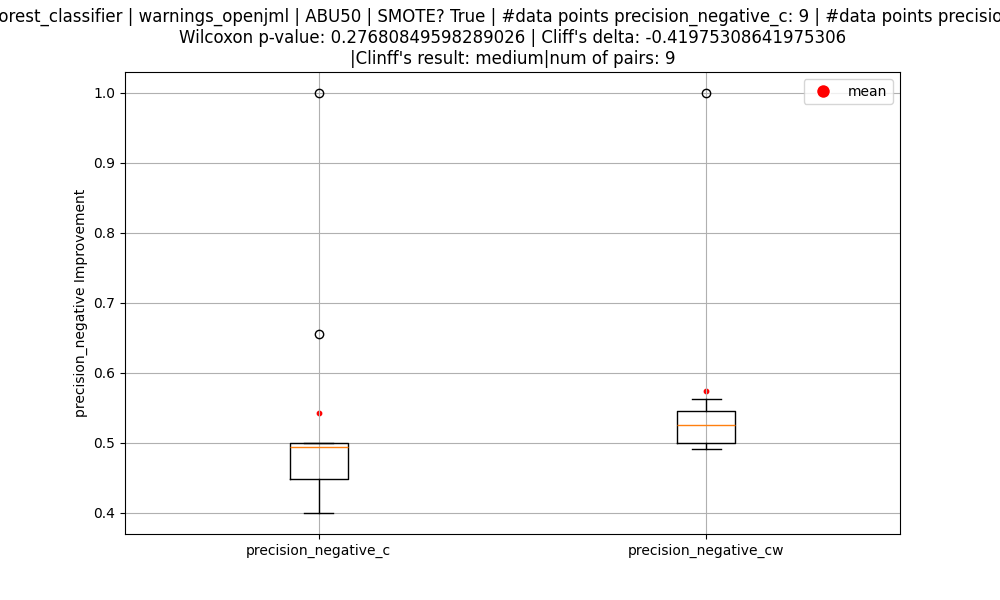 orest_classifier | warnings_openjml | ABU50 | SMOTE? True | #data points precision_negative_c: 9 | #data points precisio
Wilcoxon p-value: 0.27680849598289026 | Cliff's delta: -0.41975308641975306
|Clinff's result: medium|num of pairs: 9
mean
1.0
0.9
0.8
0.7
0.6
0.5
0.4
precision_negative Improvement
precision_negative_c
precision_negative_cw